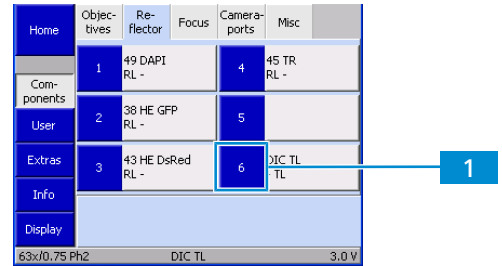 Home
Objec-
tives
Re-
flector
Focus
Camera-
ports
Misc
Com-
ponents
User
Extras
Info
Display
1
49 DAPI
RL -
4
45 TR
RL -
2
38 HE GFP
RL -
5
3
43 HE DsRed
RL -
6
DIC TL
- TL
1
63x/0.75 Ph2
DIC TL
3.0 V